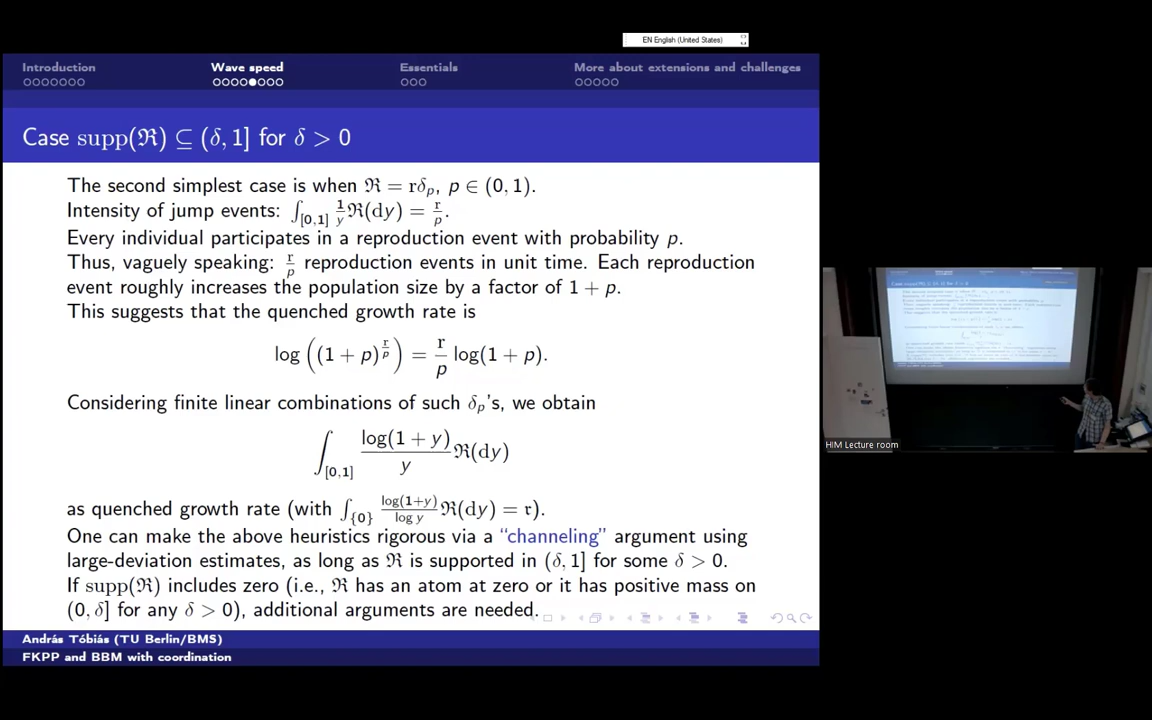 EN English (United States)
Introduction Wave speed Essentials More about extensions and challenges
Case supp(ℜ) ⊆ (δ, 1] for δ > 0
The second simplest case is when ℜ = rδ_p, p ∈ (0, 1).
Intensity of jump events: ∫_{[0,1]} 1/y ℜ(dy) = r/p.
Every individual participates in a reproduction event with probability p.
Thus, vaguely speaking: r/p reproduction events in unit time. Each reproduction
event roughly increases the population size by a factor of 1 + p.
This suggests that the quenched growth rate is
log((1 + p)^{r/p}) = r/p log(1 + p).
Considering finite linear combinations of such δ_p's, we obtain
∫_{[0,1]} log(1 + y)/y ℜ(dy)
as quenched growth rate (with ∫_{{0}} log(1+y)/log y ℜ(dy) = r).
One can make the above heuristics rigorous via a “channeling” argument using
large-deviation estimates, as long as ℜ is supported in (δ, 1] for some δ > 0.
If supp(ℜ) includes zero (i.e., ℜ has an atom at zero or it has positive mass on
(0, δ] for any δ > 0), additional arguments are needed.
András Tóbiás (TU Berlin/BMS)
FKPP and BBM with coordination
HIM Lecture room